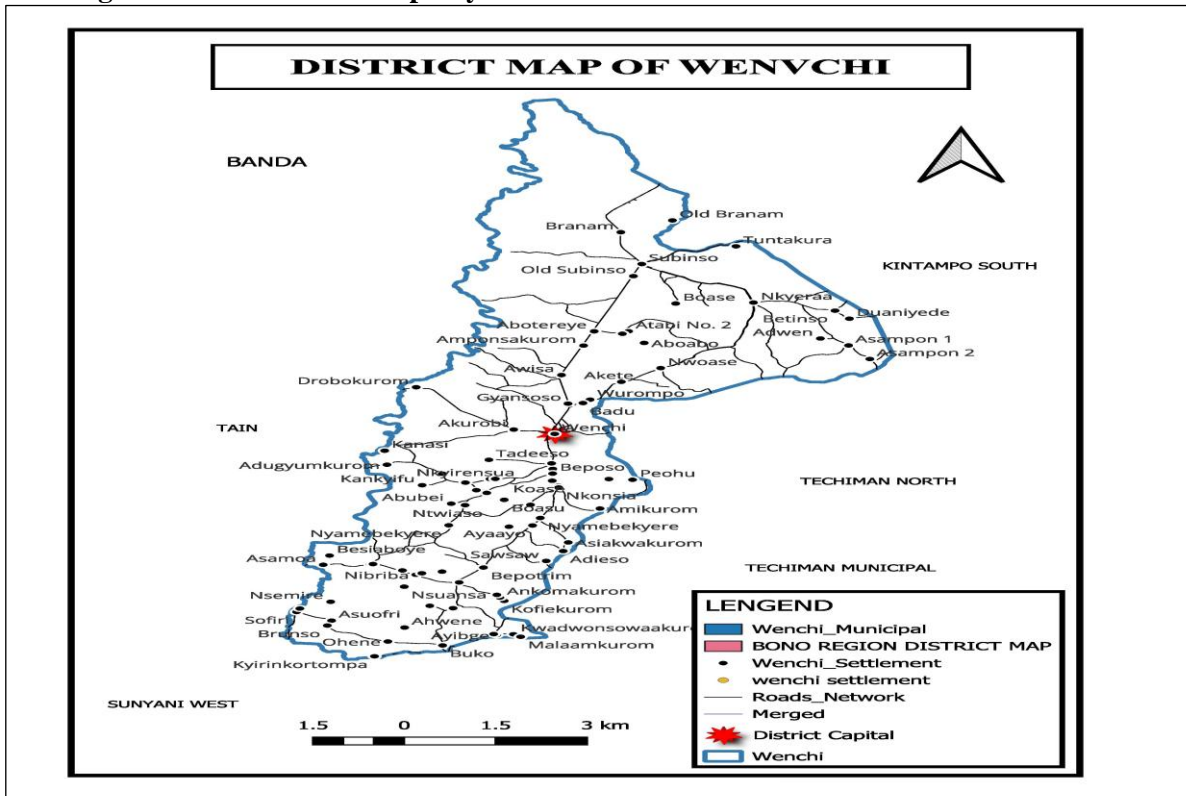 DISTRICT MAP OF WENVCHI
BANDA
Old Branam
Branam
Tuntakura
Subinso
KINTAMPO SOUTH
Old Subinso
Boase
Nkyeraa
Duaniyede
Betinso
Abotereye
Atabi No. 2
Adwen
Amponsakurom
Aboabo
Asampon 1
Asampon 2
Nwoase
Awisa
Akete
Drobokurom
Gyansoso
Wurompo
Badu
TAIN
Akurobi
Wenchi
Kanasi
Tadeeso
Adugyumkurom
Beposo
Peohu
Nkyirensua
Kankyifu
TECHIMAN NORTH
Koase
Nkonsia
Abubei
Boasu
Amikurom
Ntwiaso
Nyamebekyere
Ayaayo
Nyamebekyere
Asiakwakurom
Besiaboye
Asamoa
Sawsaw
Adieso
TECHIMAN MUNICIPAL
Nibriba
Bepotrim
Nsemire
Nsuansa
Ankomakurom
Kofiekurom
Sofiri
Asuofri
Brunso
Ahwene
Kwadwonsowaakuro
Ohene
Ayibge
Malaamkurom
Buko
Kyirinkortompa
SUNYANI WEST
1.5 0 1.5 3 km
LENGEND
Wenchi_Municipal
BONO REGION DISTRICT MAP
Wenchi_Settlement
wenchi settlement
Roads_Network
Merged
District Capital
Wenchi